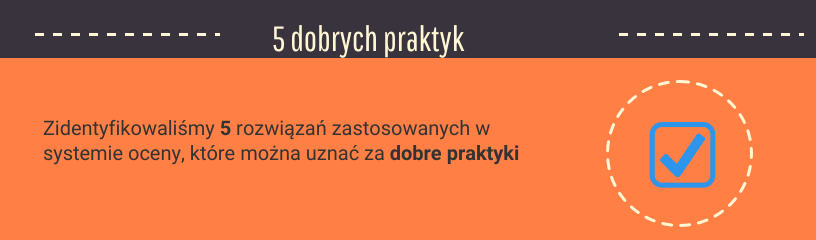 5 dobrych praktyk
Zidentyfikowaliśmy 5 rozwiązań zastosowanych w
systemie oceny, które można uznać za dobre praktyki